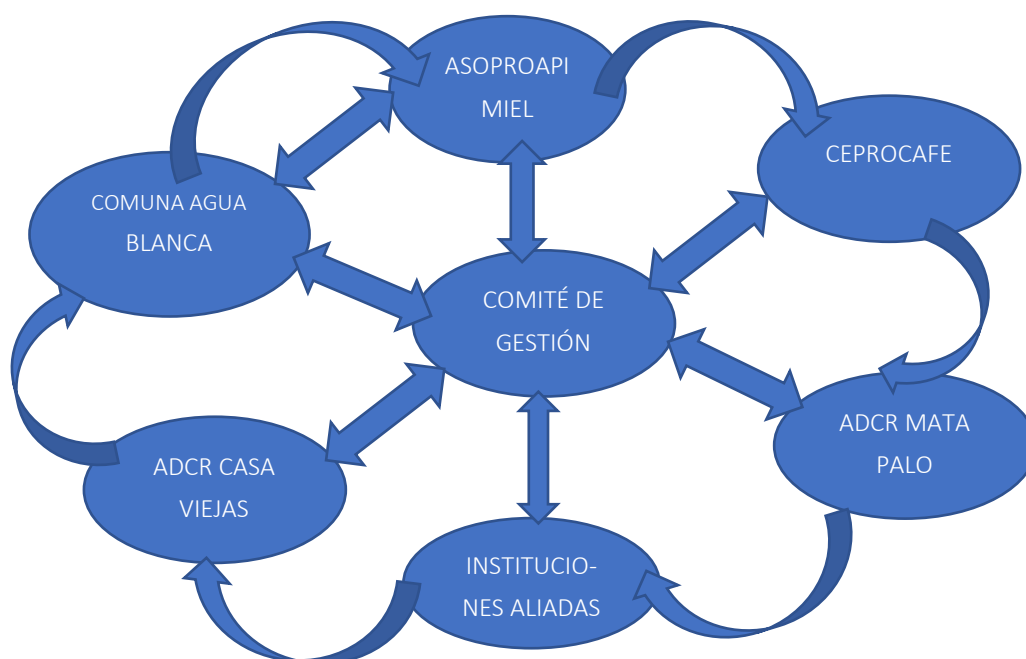 ASOPROAPI
MIEL
CEPROCAFE
COMUNA AGUA
BLANCA
COMITÉ DE
GESTIÓN
ADCR MATA
PALO
ADCR CASA
VIEJAS
INSTITUCIO-
NES ALIADAS